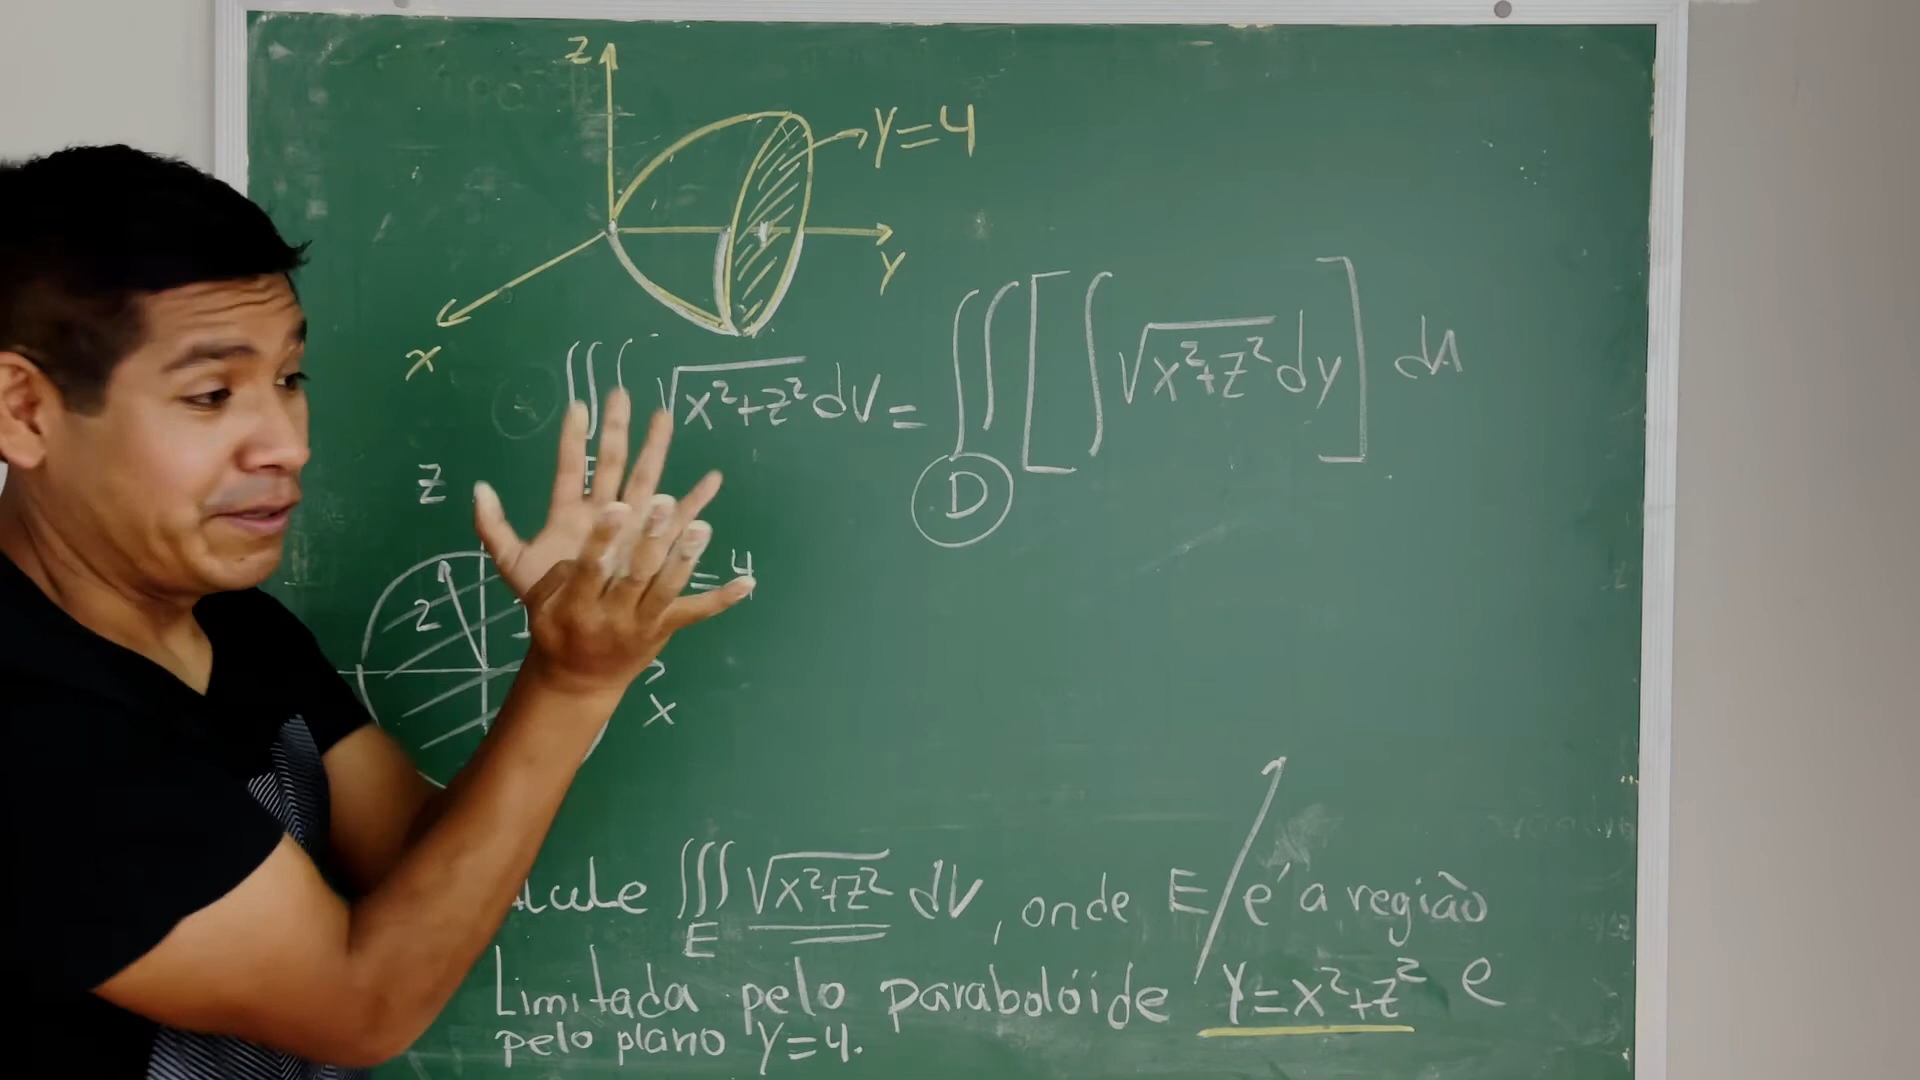 z
y=4
y
x
∭ √x²+z² dV = ∬ [ ∫ √x²+z² dy ] dA
E
D
z
=4
2
x
∭ √x²+z² dV, onde E é a região
E
Limitada pelo parabolóide y=x²+z² e
pelo plano y=4.